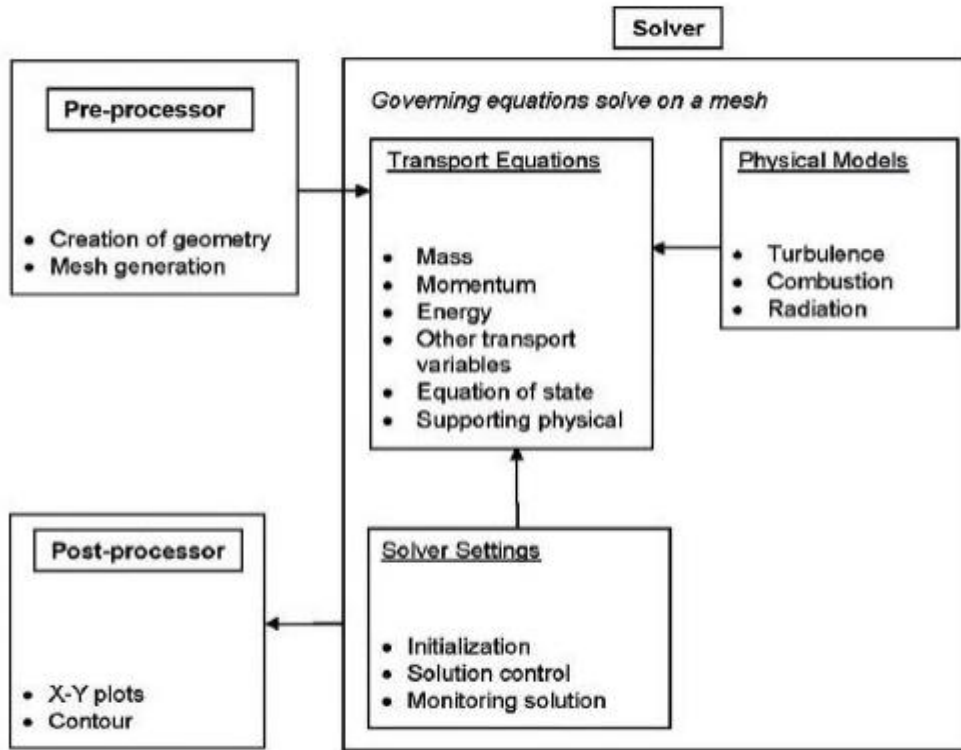 Solver
Pre-processor
• Creation of geometry
• Mesh generation
Governing equations solve on a mesh
Transport Equations
• Mass
• Momentum
• Energy
• Other transport
variables
• Equation of state
• Supporting physical
Physical Models
• Turbulence
• Combustion
• Radiation
Solver Settings
• Initialization
• Solution control
• Monitoring solution
Post-processor
• X-Y plots
• Contour